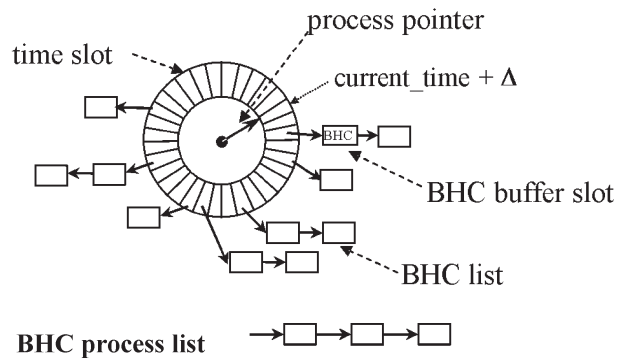 process pointer
time slot
current_time + Δ
BHC
BHC buffer slot
BHC list
BHC process list